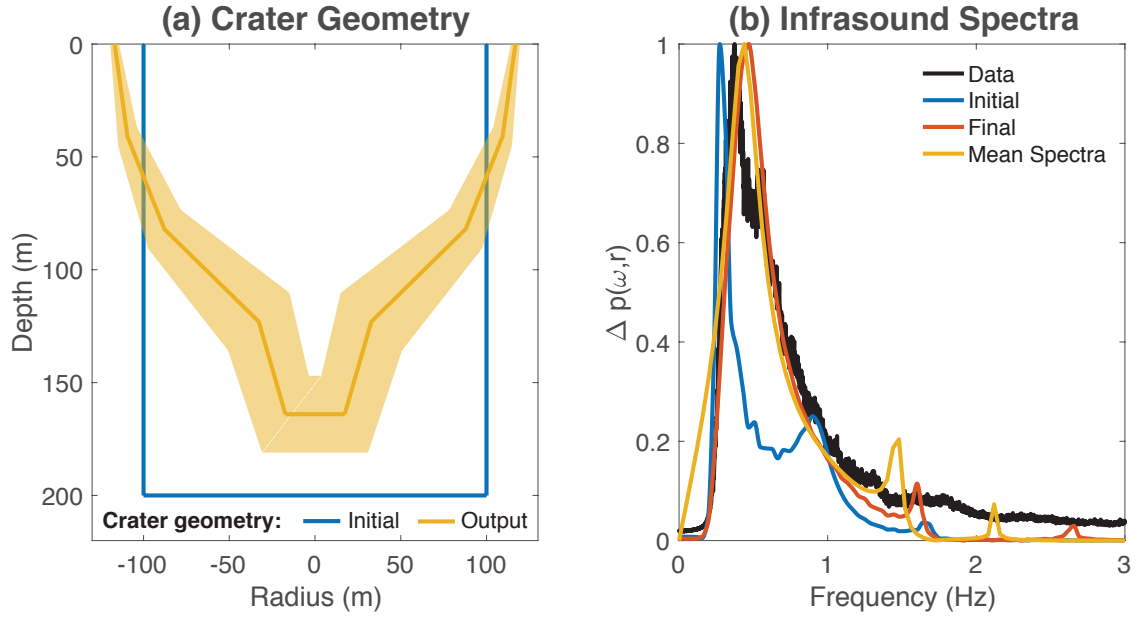 (a) Crater Geometry
0
50
100
150
200
Depth (m)
Crater geometry: Initial Output
-100 -50 0 50 100
Radius (m)
(b) Infrasound Spectra
1
0.8
0.6
0.4
0.2
0
Δ p(ω,r)
Data
Initial
Final
Mean Spectra
0 1 2 3
Frequency (Hz)